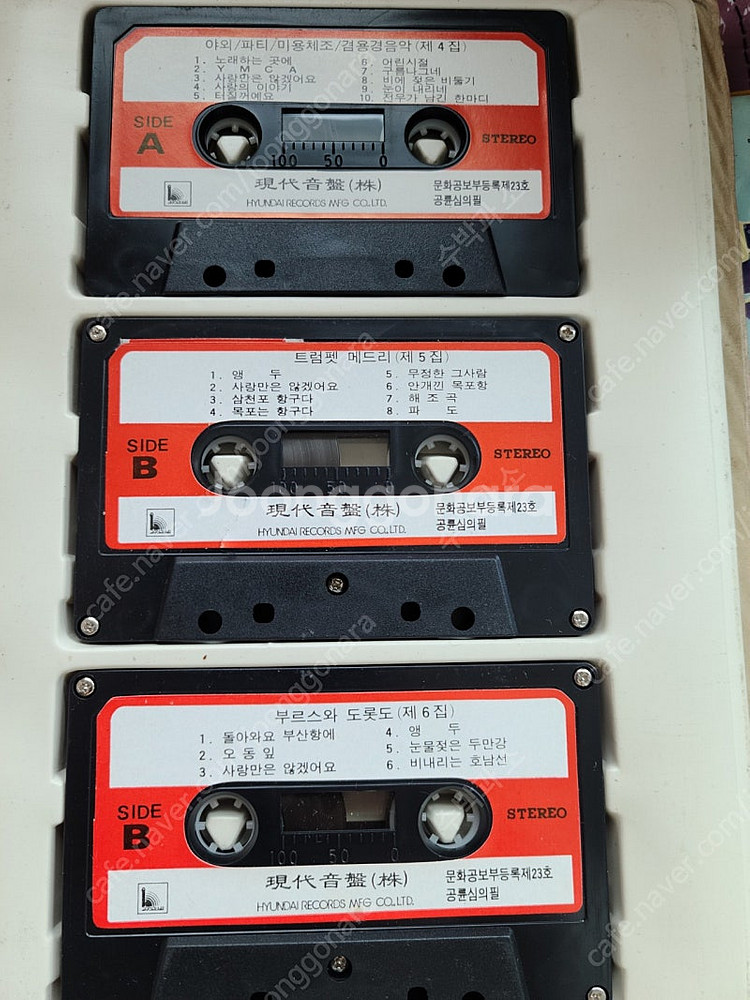 야외/파티/미용체조/겸용경음악(제4집)
1. 노래하는 곳에
2. Y M C A
3. 사랑만은 않겠어요
4. 사랑의 이야기
5. 터질꺼예요
6. 어린시절
7. 구름나그네
8. 비에 젖은 비둘기
9. 눈이 내리네
10. 전우가 남긴 한마디
SIDE
A
STEREO
100 50 0
現代音盤(株)
HYUNDAI RECORDS MFG CO.LTD.
문화공보부등록제23호
공륜심의필
트럼펫 메드리(제5집)
1. 앵 두
2. 사랑만은 않겠어요
3. 삼천포 항구다
4. 목포는 항구다
5. 무정한 그사람
6. 안개낀 목포항
7. 해 조 곡
8. 파 도
SIDE
B
STEREO
100 50 0
現代音盤(株)
HYUNDAI RECORDS MFG CO.LTD.
문화공보부등록제23호
공륜심의필
Joonggonara
부르스와 도롯도(제6집)
1. 돌아와요 부산항에
2. 오 동 잎
3. 사랑만은 않겠어요
4. 앵 두
5. 눈물젖은 두만강
6. 비내리는 호남선
SIDE
B
STEREO
100 50 0
現代音盤(株)
HYUNDAI RECORDS MFG CO.LTD.
문화공보부등록제23호
공륜심의필
cafe.naver.com/joonggonara